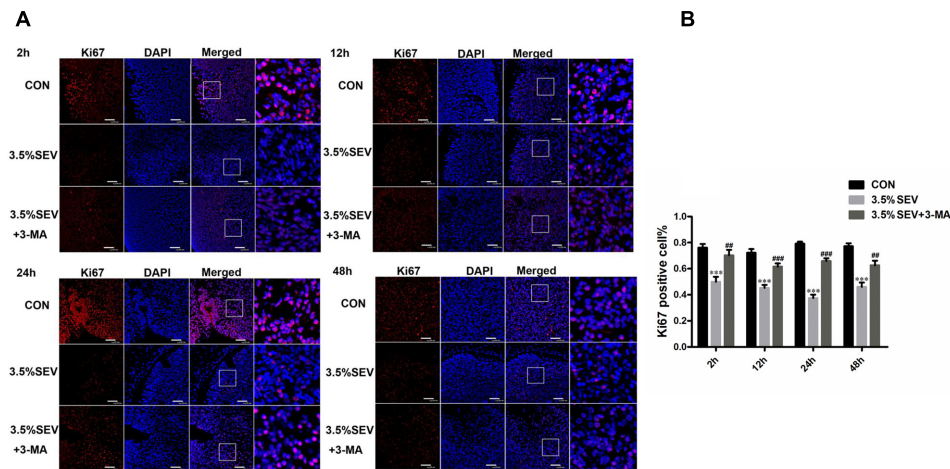 A
B
2h
Ki67 DAPI Merged
CON
3.5%SEV
3.5%SEV
+3-MA
12h
Ki67 DAPI Merged
CON
3.5%SEV
3.5%SEV
+3-MA
24h
Ki67 DAPI Merged
CON
3.5%SEV
3.5%SEV
+3-MA
48h
Ki67 DAPI Merged
CON
3.5%SEV
3.5%SEV
+3-MA
CON
3.5%SEV
3.5%SEV+3-MA
Ki67 positive cell%
1.0
0.8
0.6
0.4
0.2
0.0
*** ## *** ### *** ### *** ##
2h 12h 24h 48h